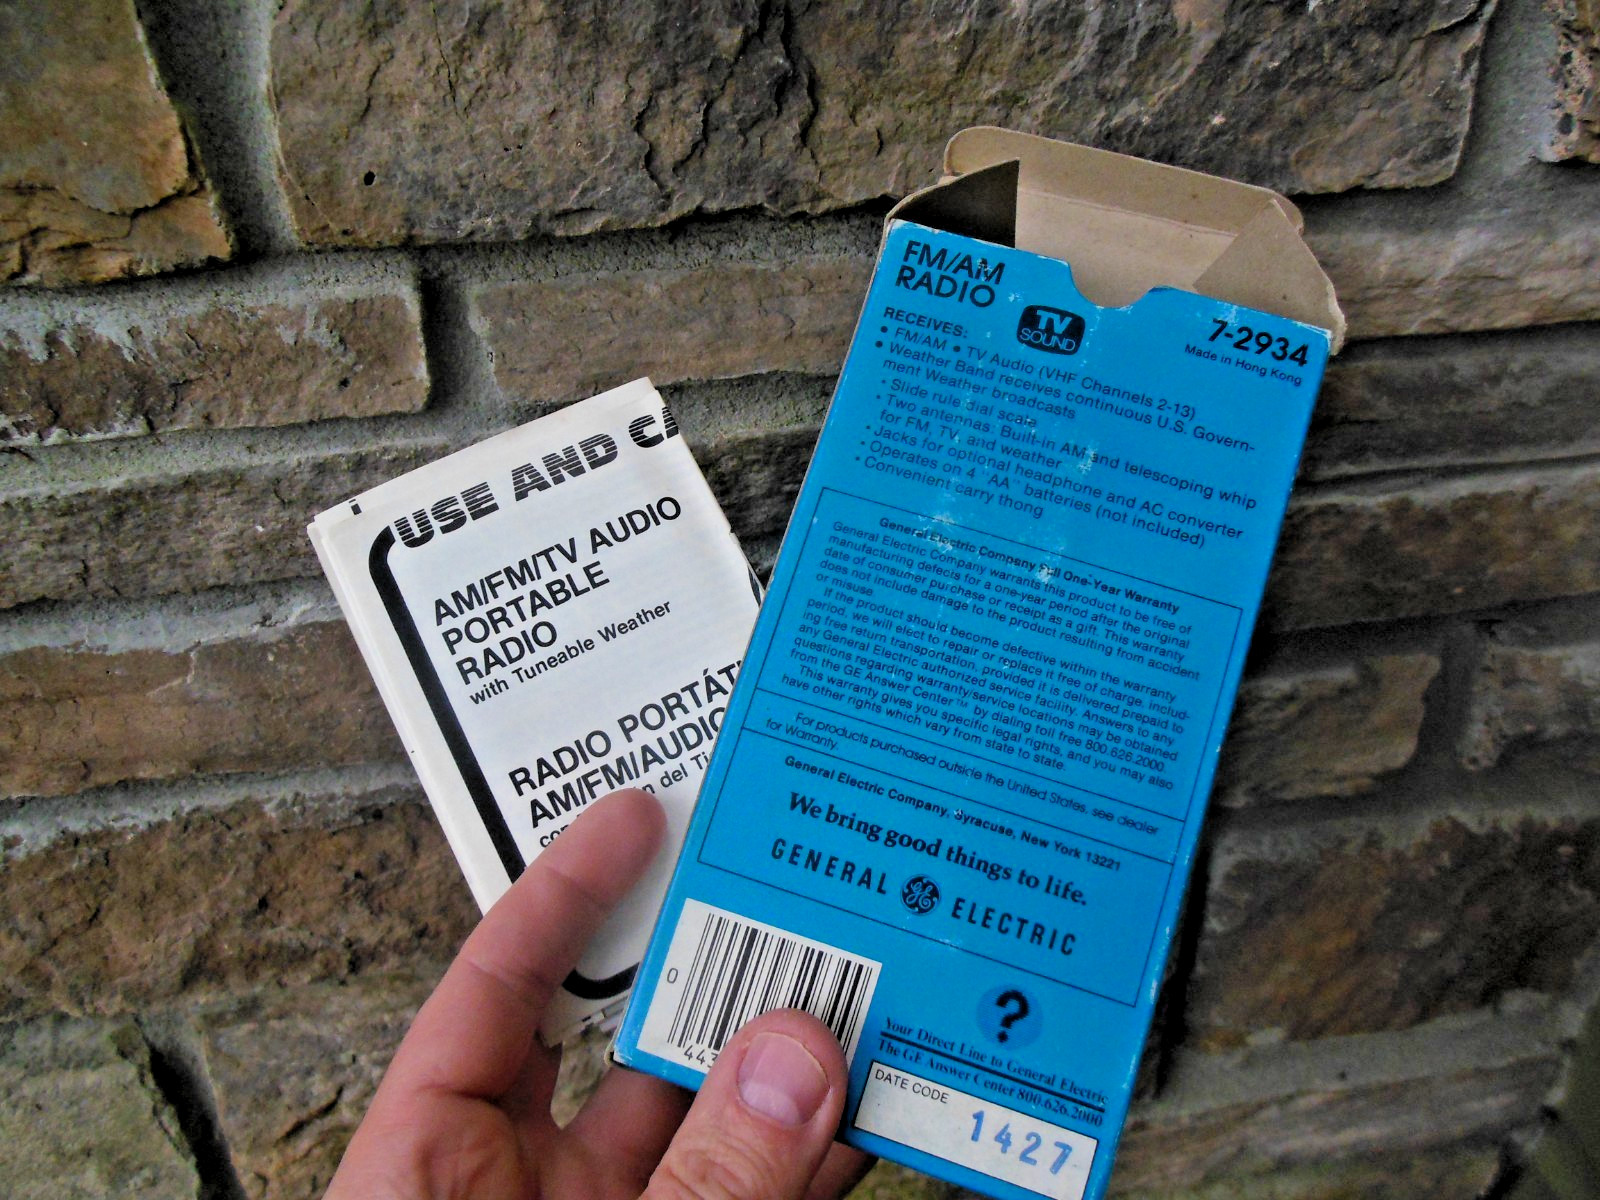 USE AND CA
AM/FM/TV AUDIO
PORTABLE
RADIO
with Tuneable Weather
RADIO PORTÁT
AM/FM/AUDIO
n del Ti
FM/AM
RADIO
TV
SOUND
7-2934
Made in Hong Kong
RECEIVES:
• FM/AM • TV Audio (VHF Channels 2-13)
• Weather Band receives continuous U.S. Govern-
ment Weather broadcasts
• Slide rule dial scale
• Two antennas: Built-in AM and telescoping whip
for FM, TV, and weather
• Jacks for optional headphone and AC converter
• Operates on 4 "AA" batteries (not included)
• Convenient carry thong
General Electric Company Full One-Year Warranty
General Electric Company warrants this product to be free of
manufacturing defects for a one-year period after the original
date of consumer purchase or receipt as a gift. This warranty
does not include damage to the product resulting from accident
or misuse.
If the product should become defective within the warranty
period, we will elect to repair or replace it free of charge, includ-
ing free return transportation, provided it is delivered prepaid to
any General Electric authorized service facility. Answers to any
questions regarding warranty/service locations may be obtained
from the GE Answer Center™ by dialing toll free 800.626.2000.
This warranty gives you specific legal rights, and you may also
have other rights which vary from state to state.
For products purchased outside the United States, see dealer
for Warranty.
General Electric Company, Syracuse, New York 13221
We bring good things to life.
GENERAL GE ELECTRIC
0
443
?
Your Direct Line to General Electric
The GE Answer Center 800.626.2000
DATE CODE
1427